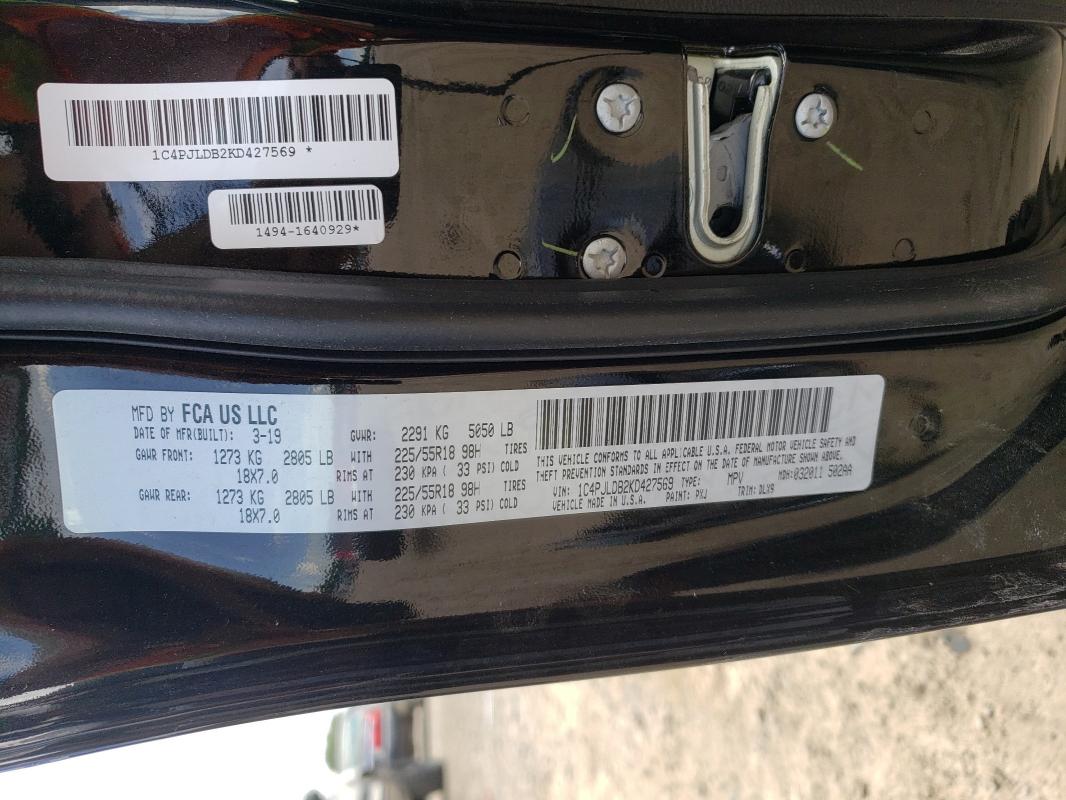 1C4PJLDB2KD427569 *
1494-1640929*
MFD BY FCA US LLC
DATE OF MFR(BUILT): 3-19 GVWR: 2291 KG 5050 LB
GAWR FRONT: 1273 KG 2805 LB WITH 225/55R18 98H TIRES
18X7.0 RIMS AT 230 KPA ( 33 PSI) COLD
GAWR REAR: 1273 KG 2805 LB WITH 225/55R18 98H TIRES
18X7.0 RIMS AT 230 KPA ( 33 PSI) COLD
THIS VEHICLE CONFORMS TO ALL APPLICABLE U.S.A. FEDERAL MOTOR VEHICLE SAFETY AND
THEFT PREVENTION STANDARDS IN EFFECT ON THE DATE OF MANUFACTURE SHOWN ABOVE.
VIN: 1C4PJLDB2KD427569 TYPE: MPV MDH:032011 502AA
VEHICLE MADE IN U.S.A. PAINT: PXJ TRIM: DLX9